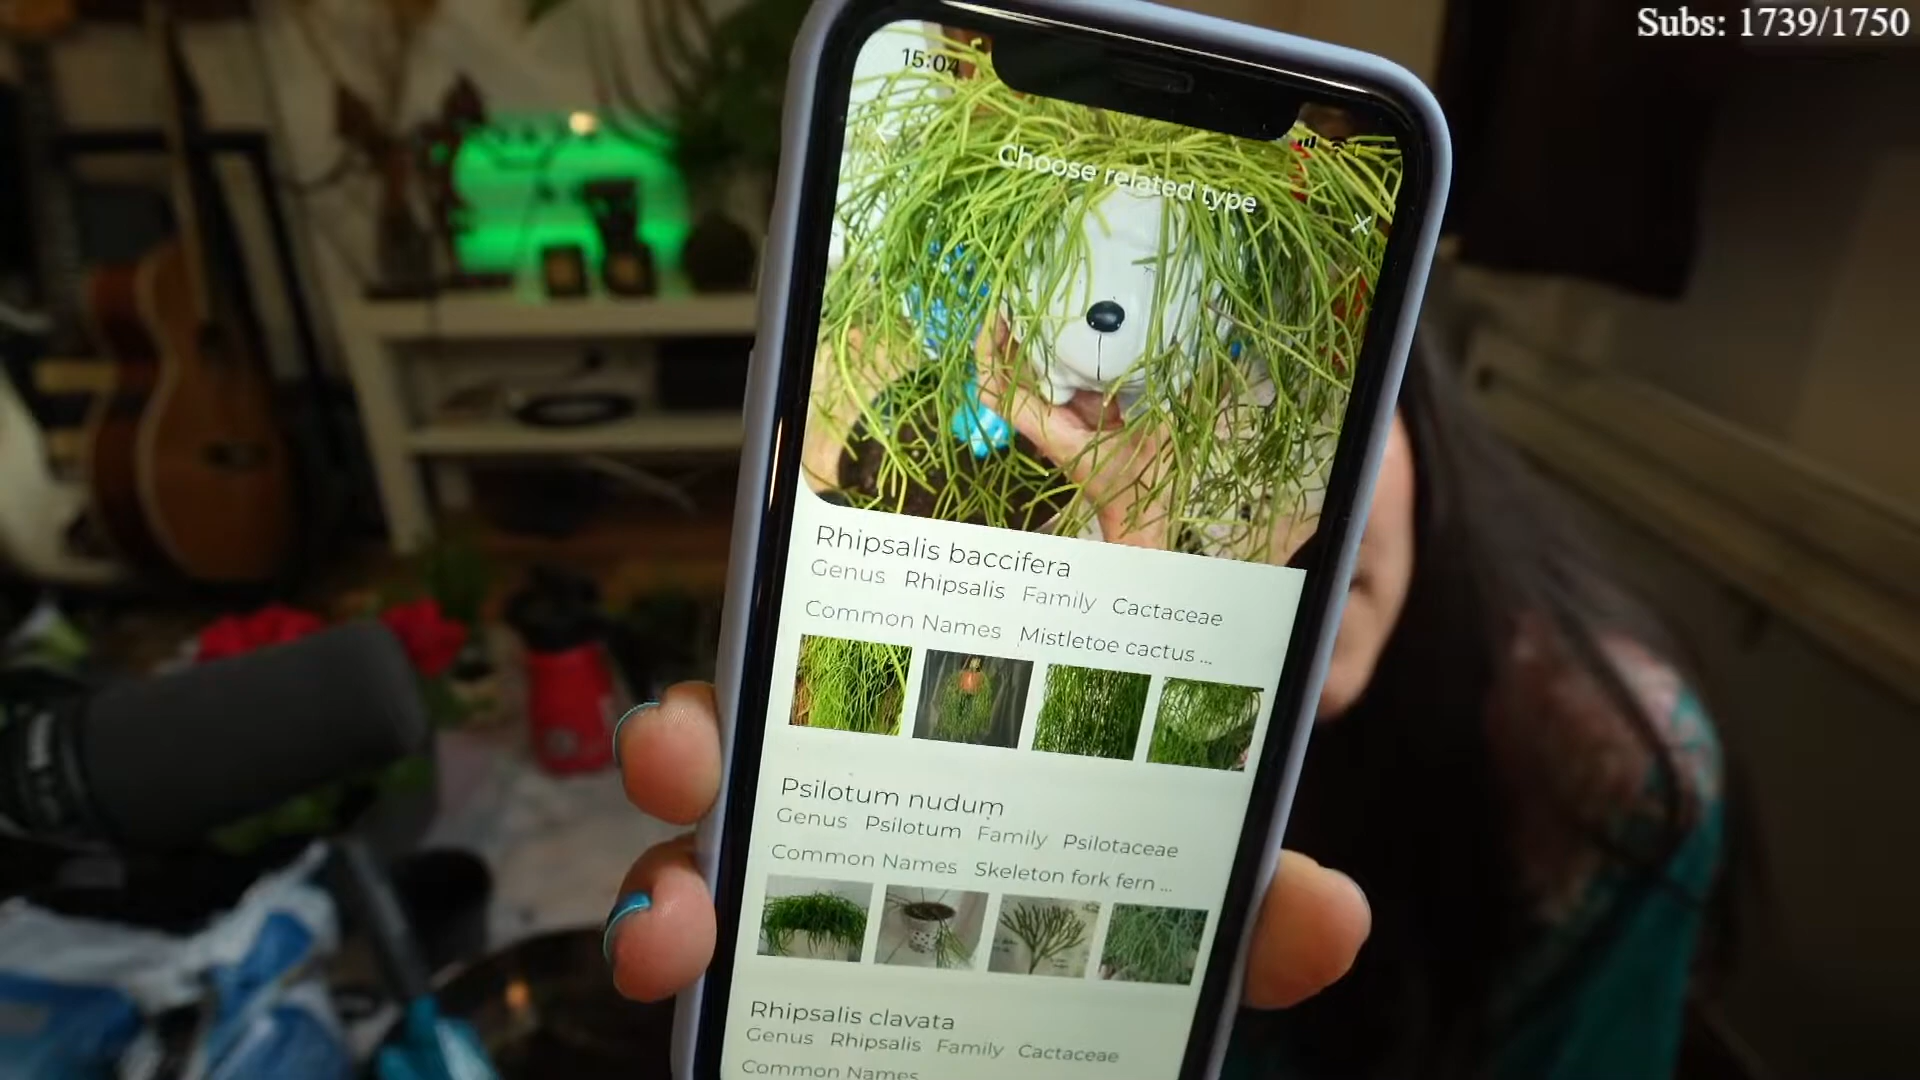 Subs: 1739/1750
15:04
Choose related type
Rhipsalis baccifera
Genus Rhipsalis Family Cactaceae
Common Names Mistletoe cactus ...
Psilotum nudum
Genus Psilotum Family Psilotaceae
Common Names Skeleton fork fern ...
Rhipsalis clavata
Genus Rhipsalis Family Cactaceae
Common Names